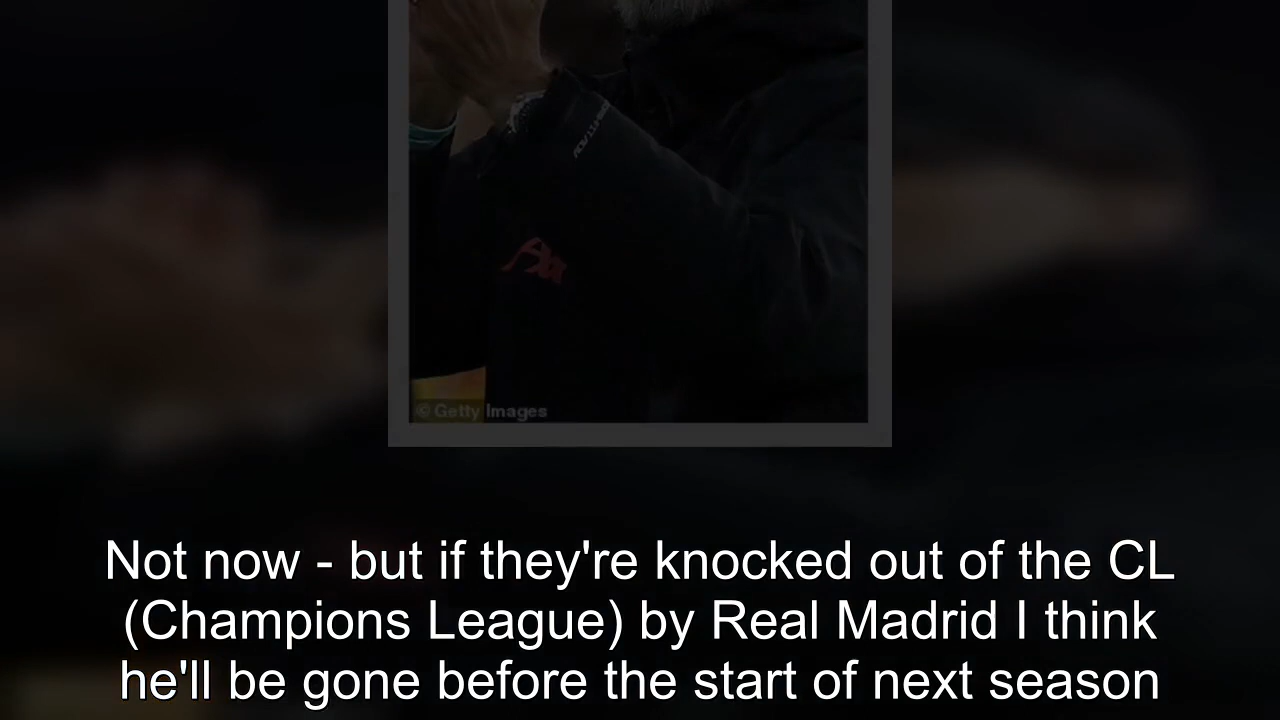 © Getty Images
Not now - but if they're knocked out of the CL
(Champions League) by Real Madrid I think
he'll be gone before the start of next season